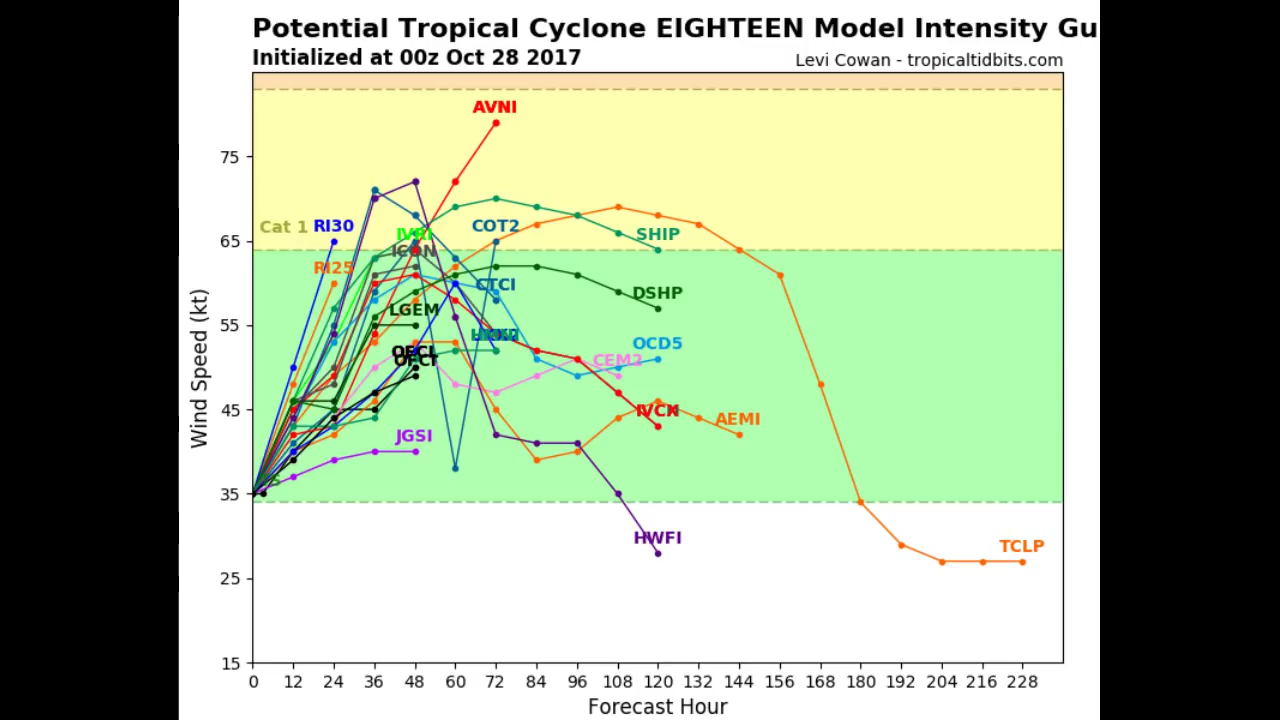 Potential Tropical Cyclone EIGHTEEN Model Intensity Gu
Initialized at 00z Oct 28 2017
Levi Cowan - tropicaltidbits.com
AVNI
75
Cat 1
RI30
IVRI
COT2
SHIP
65
ICON
RI25
CTCI
DSHP
LGEM
55
OCD5
OFCL
OFCI
CEM2
45
IVCN
AEMI
JGSI
35
HWFI
TCLP
25
15
0 12 24 36 48 60 72 84 96 108 120 132 144 156 168 180 192 204 216 228
Forecast Hour
Wind Speed (kt)